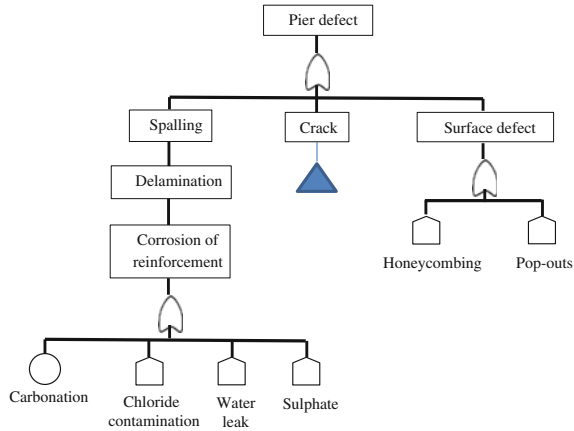 Pier defect
Spalling
Crack
Surface defect
Delamination
Corrosion of
reinforcement
Honeycombing
Pop-outs
Carbonation
Chloride
contamination
Water
leak
Sulphate